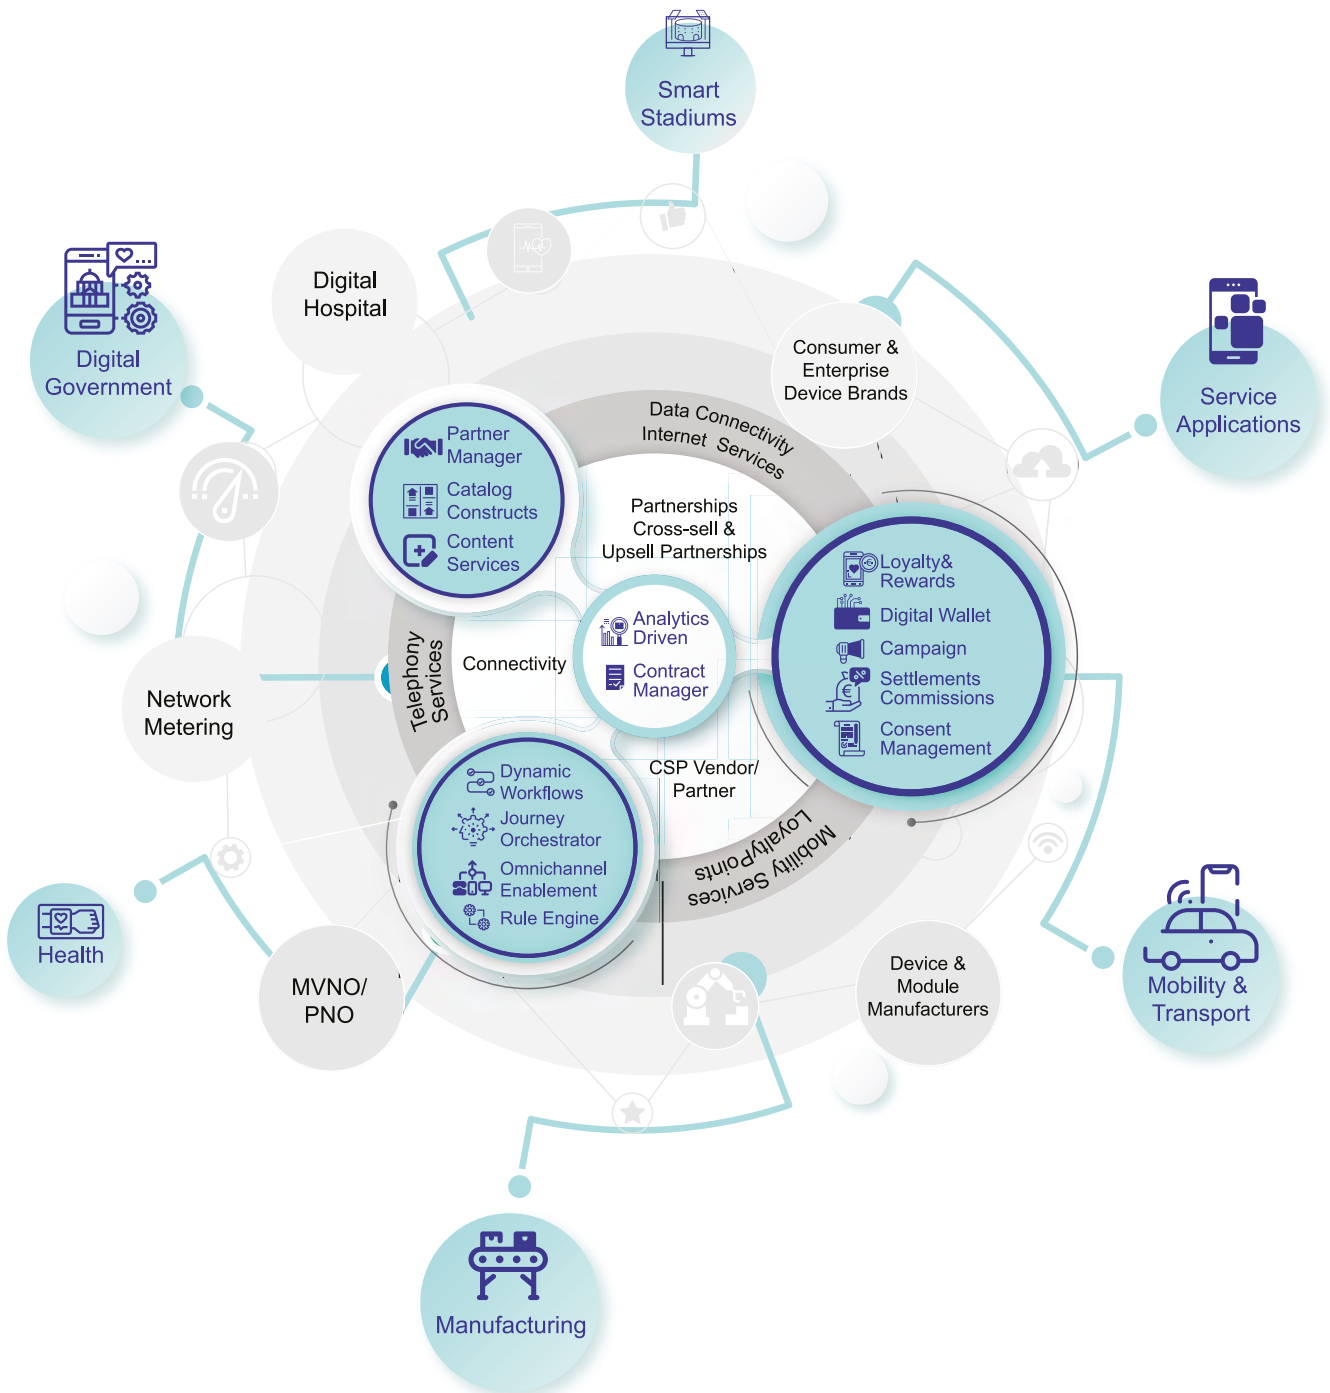 Smart
Stadiums
Digital
Hospital
Digital
Government
Consumer &
Enterprise
Device Brands
Service
Applications
Data Connectivity
Internet Services
Partner
Manager
Catalog
Constructs
Content
Services
Partnerships
Cross-sell &
Upsell Partnerships
Loyalty&
Rewards
Digital Wallet
Campaign
Settlements
Commissions
Consent
Management
Analytics
Driven
Contract
Manager
Connectivity
Telephony
Services
Network
Metering
CSP Vendor/
Partner
Dynamic
Workflows
Journey
Orchestrator
Omnichannel
Enablement
Rule Engine
Mobility Services
LoyaltyPoints
Health
MVNO/
PNO
Device &
Module
Manufacturers
Mobility &
Transport
Manufacturing